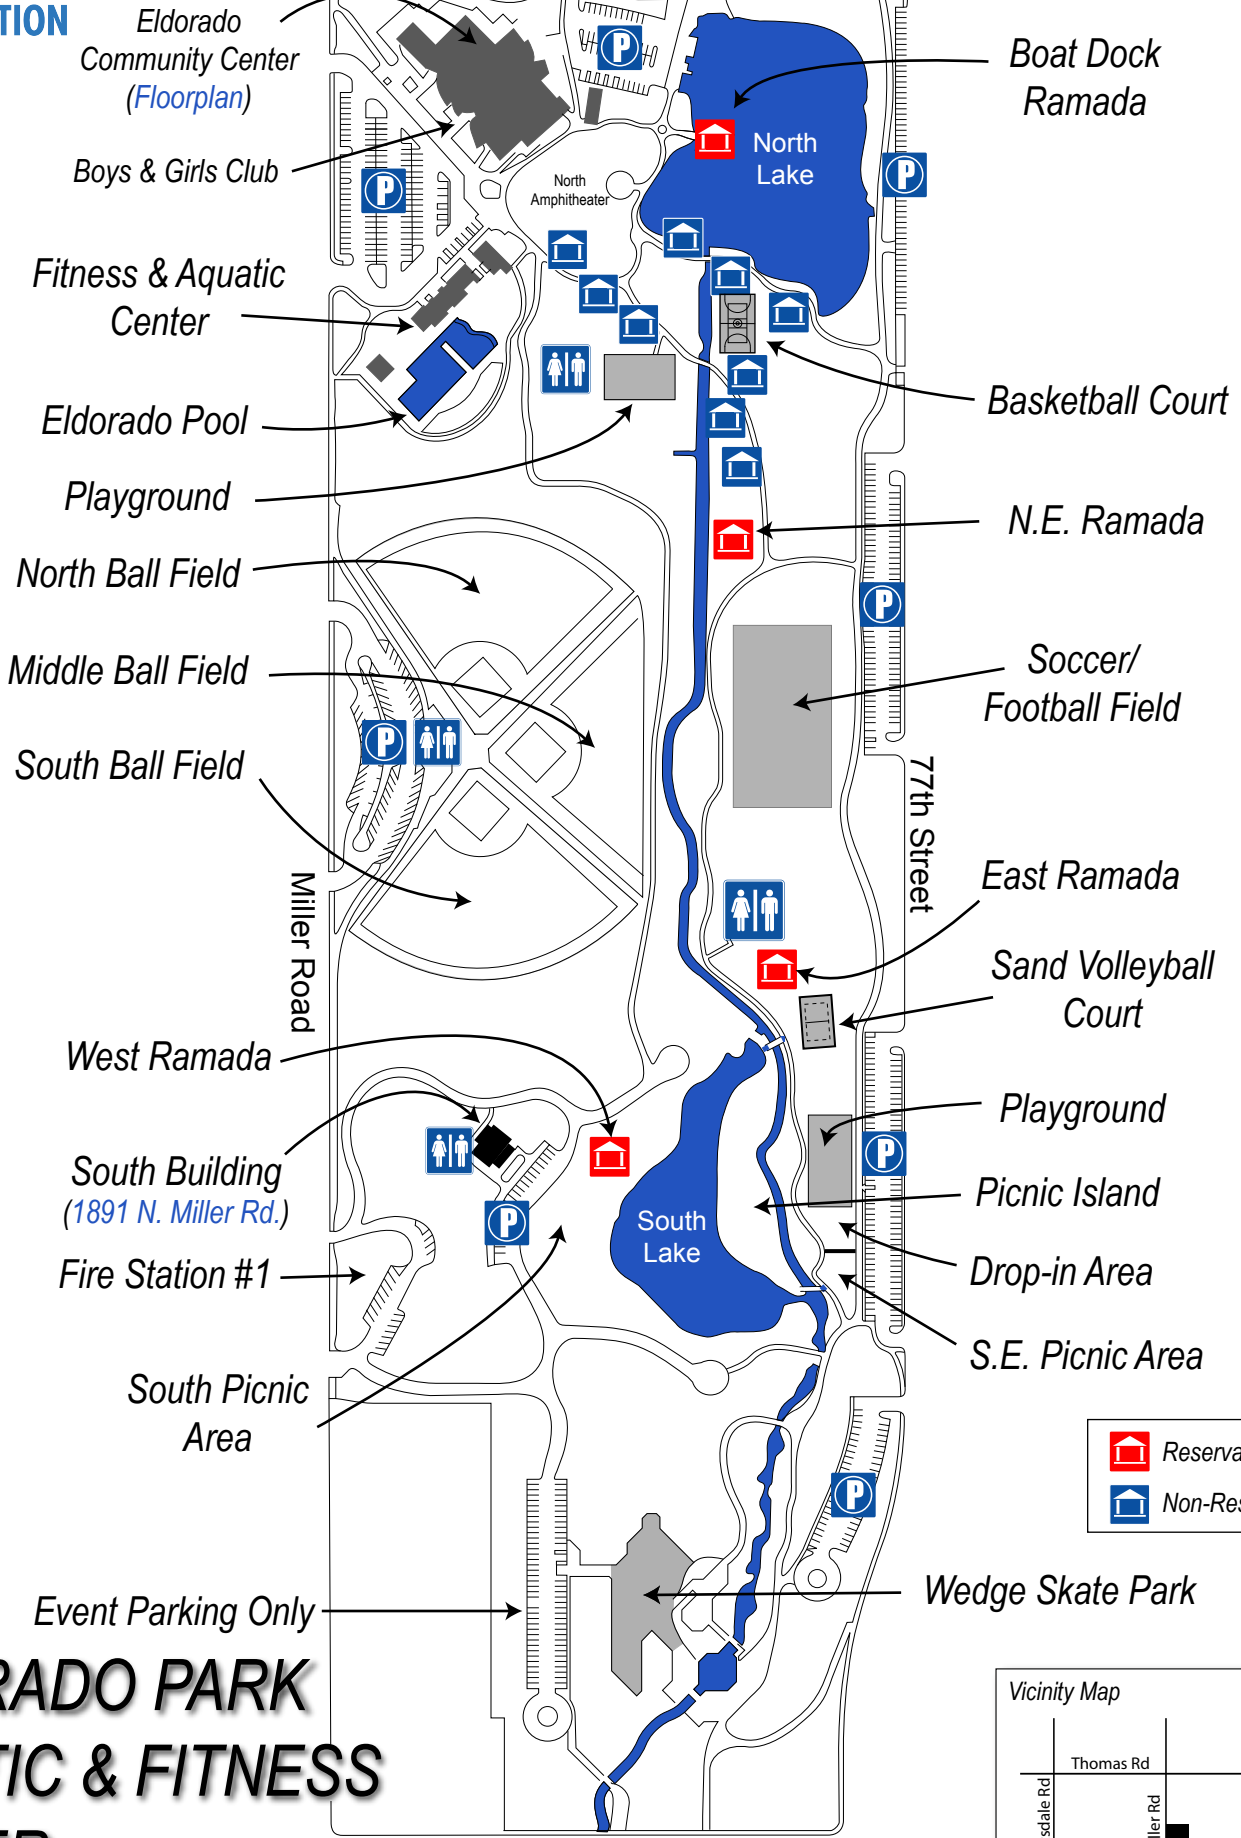 TION
Eldorado
Community Center
(Floorplan)
Boys & Girls Club
Fitness & Aquatic
Center
Eldorado Pool
Playground
North Ball Field
Middle Ball Field
South Ball Field
Miller Road
West Ramada
South Building
(1891 N. Miller Rd.)
Fire Station #1
South Picnic
Area
Event Parking Only
RADO PARK
TIC & FITNESS
P
P
P
P
P
P
P
P
North
Amphitheater
North
Lake
South
Lake
Boat Dock
Ramada
Basketball Court
N.E. Ramada
Soccer/
Football Field
77th Street
East Ramada
Sand Volleyball
Court
Playground
Picnic Island
Drop-in Area
S.E. Picnic Area
Reserva
Non-Res
Wedge Skate Park
Vicinity Map
Thomas Rd
sdale Rd
ller Rd